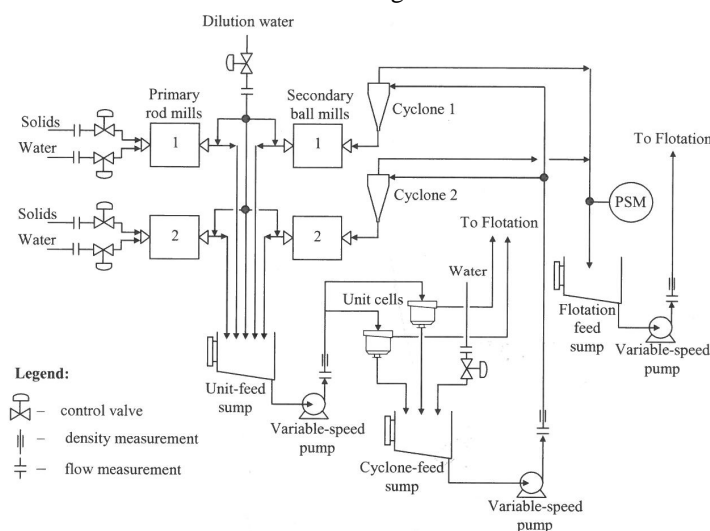 Dilution water
Primary
rod mills
Secondary
ball mills
Cyclone 1
Solids
Water
1
1
To Flotation
Cyclone 2
PSM
Solids
Water
2
2
To Flotation
Water
Unit cells
Flotation
feed
sump
Variable-speed
pump
Legend:
– control valve
– density measurement
– flow measurement
Unit-feed
sump
Variable-speed
pump
Cyclone-feed
sump
Variable-speed
pump